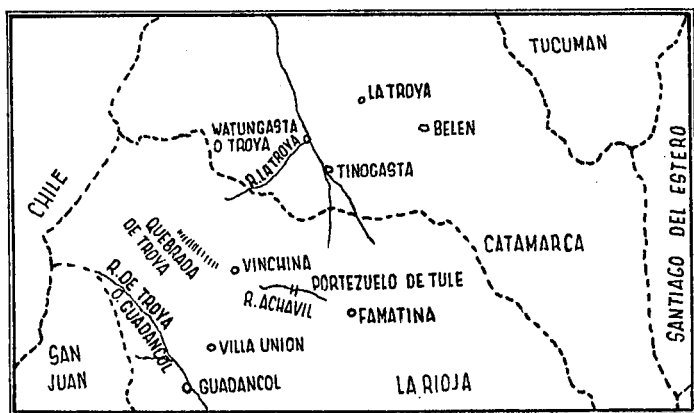 TUCUMAN
LA TROYA
WATUNGASTA
O TROYA
BELEN
R. LA TROYA
TINOGASTA
CHILE
SANTIAGO DEL ESTERO
QUEBRADA
DE TROYA
CATAMARCA
VINCHINA
PORTEZUELO DE TULE
R. ACHAVIL
FAMATINA
R. DE TROYA
O. GUADANCOL
VILLA UNION
SAN
JUAN
GUADANCOL
LA RIOJA